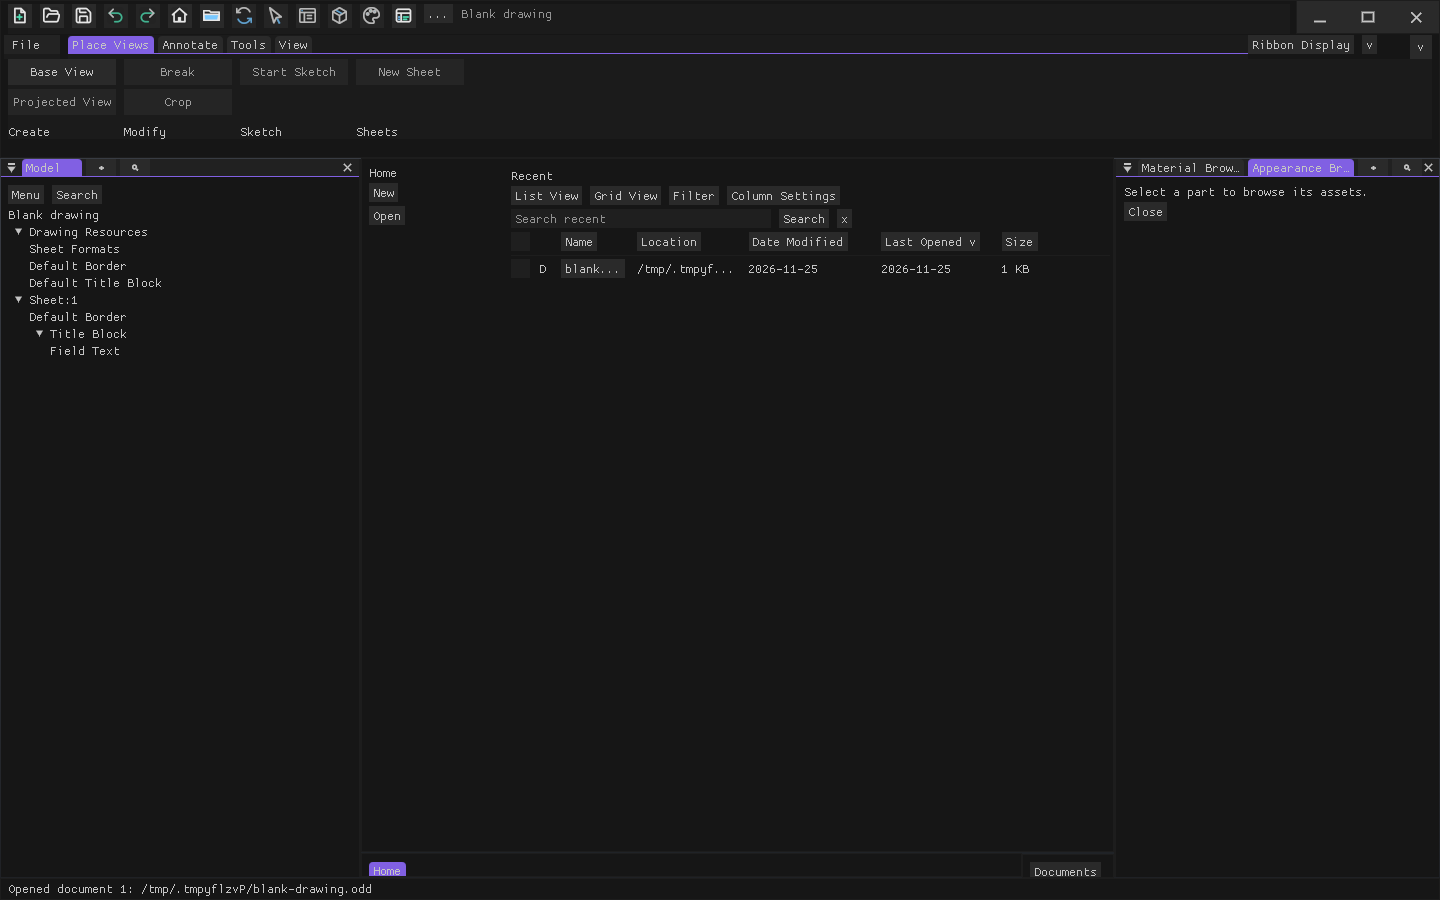 ... Blank drawing
File Place Views Annotate Tools View Ribbon Display v v
Base View Break Start Sketch New Sheet
Projected View Crop
Create Modify Sketch Sheets
Model
Menu Search
Blank drawing
Drawing Resources
Sheet Formats
Default Border
Default Title Block
Sheet:1
Default Border
Title Block
Field Text
Home
New
Open
Recent
List View Grid View Filter Column Settings
Search recent Search x
Name Location Date Modified Last Opened v Size
D blank... /tmp/.tmpyf... 2026-11-25 2026-11-25 1 KB
Material Brow… Appearance Br…
Select a part to browse its assets.
Close
Home Documents
Opened document 1: /tmp/.tmpyflzvP/blank-drawing.odd